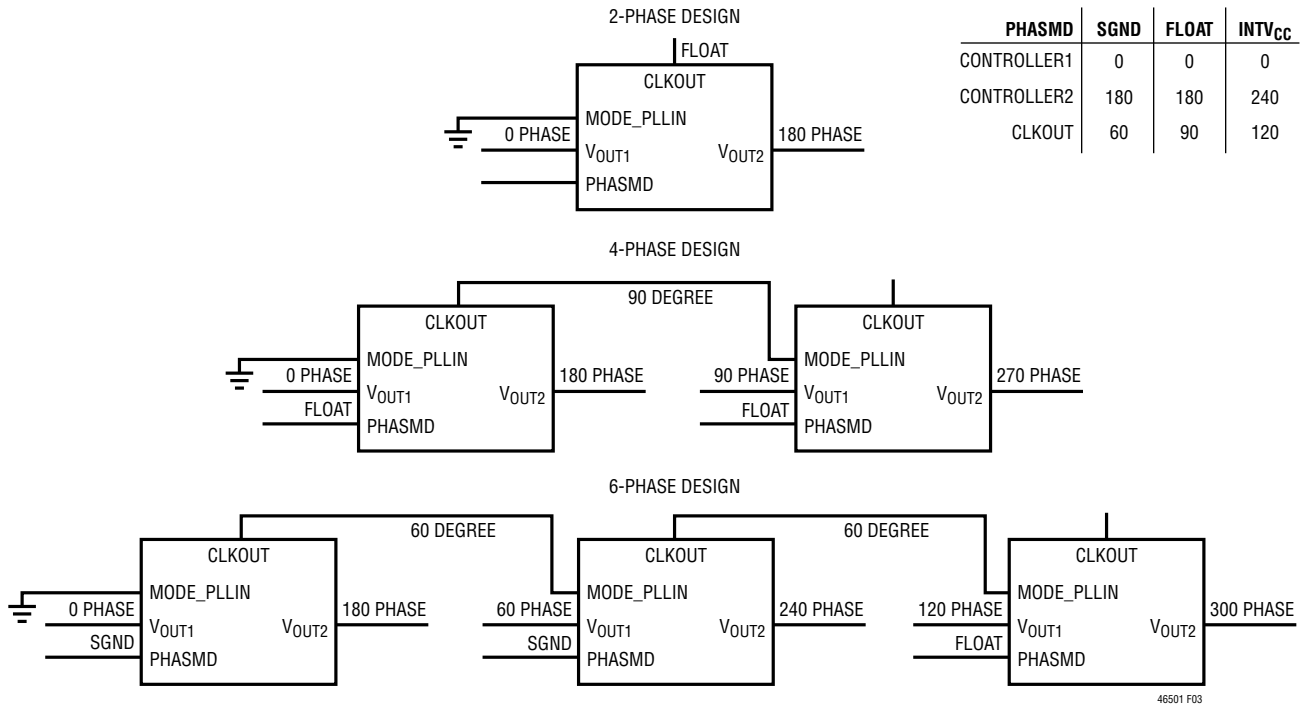 2-PHASE DESIGN
FLOAT
CLKOUT
MODE_PLLIN
0 PHASE
VOUT1
VOUT2
180 PHASE
PHASMD
PHASMD SGND FLOAT INTVCC
CONTROLLER1 0 0 0
CONTROLLER2 180 180 240
CLKOUT 60 90 120
4-PHASE DESIGN
90 DEGREE
CLKOUT
MODE_PLLIN
0 PHASE
VOUT1
VOUT2
180 PHASE
FLOAT
PHASMD
CLKOUT
MODE_PLLIN
90 PHASE
VOUT1
VOUT2
270 PHASE
FLOAT
PHASMD
6-PHASE DESIGN
60 DEGREE
60 DEGREE
CLKOUT
MODE_PLLIN
0 PHASE
VOUT1
VOUT2
180 PHASE
SGND
PHASMD
CLKOUT
MODE_PLLIN
60 PHASE
VOUT1
VOUT2
240 PHASE
SGND
PHASMD
CLKOUT
MODE_PLLIN
120 PHASE
VOUT1
VOUT2
300 PHASE
FLOAT
PHASMD
46501 F03